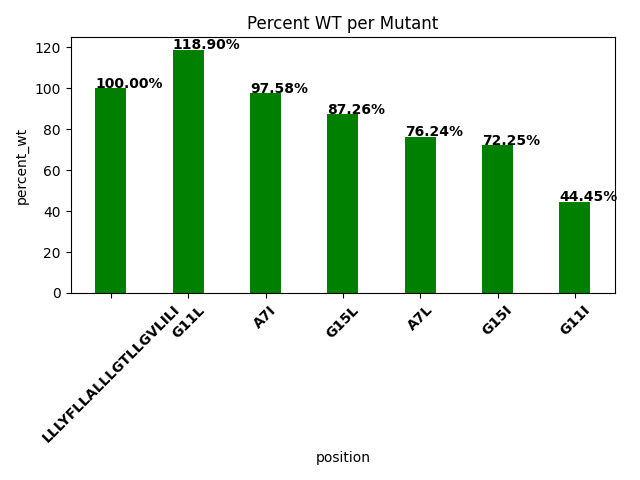 Percent WT per Mutant
percent_wt
120
100
80
60
40
20
0
100.00%
118.90%
97.58%
87.26%
76.24%
72.25%
44.45%
LLLYFLLALLLGTLLGVLILI
G11L
A7I
G15L
A7L
G15I
G11I
position